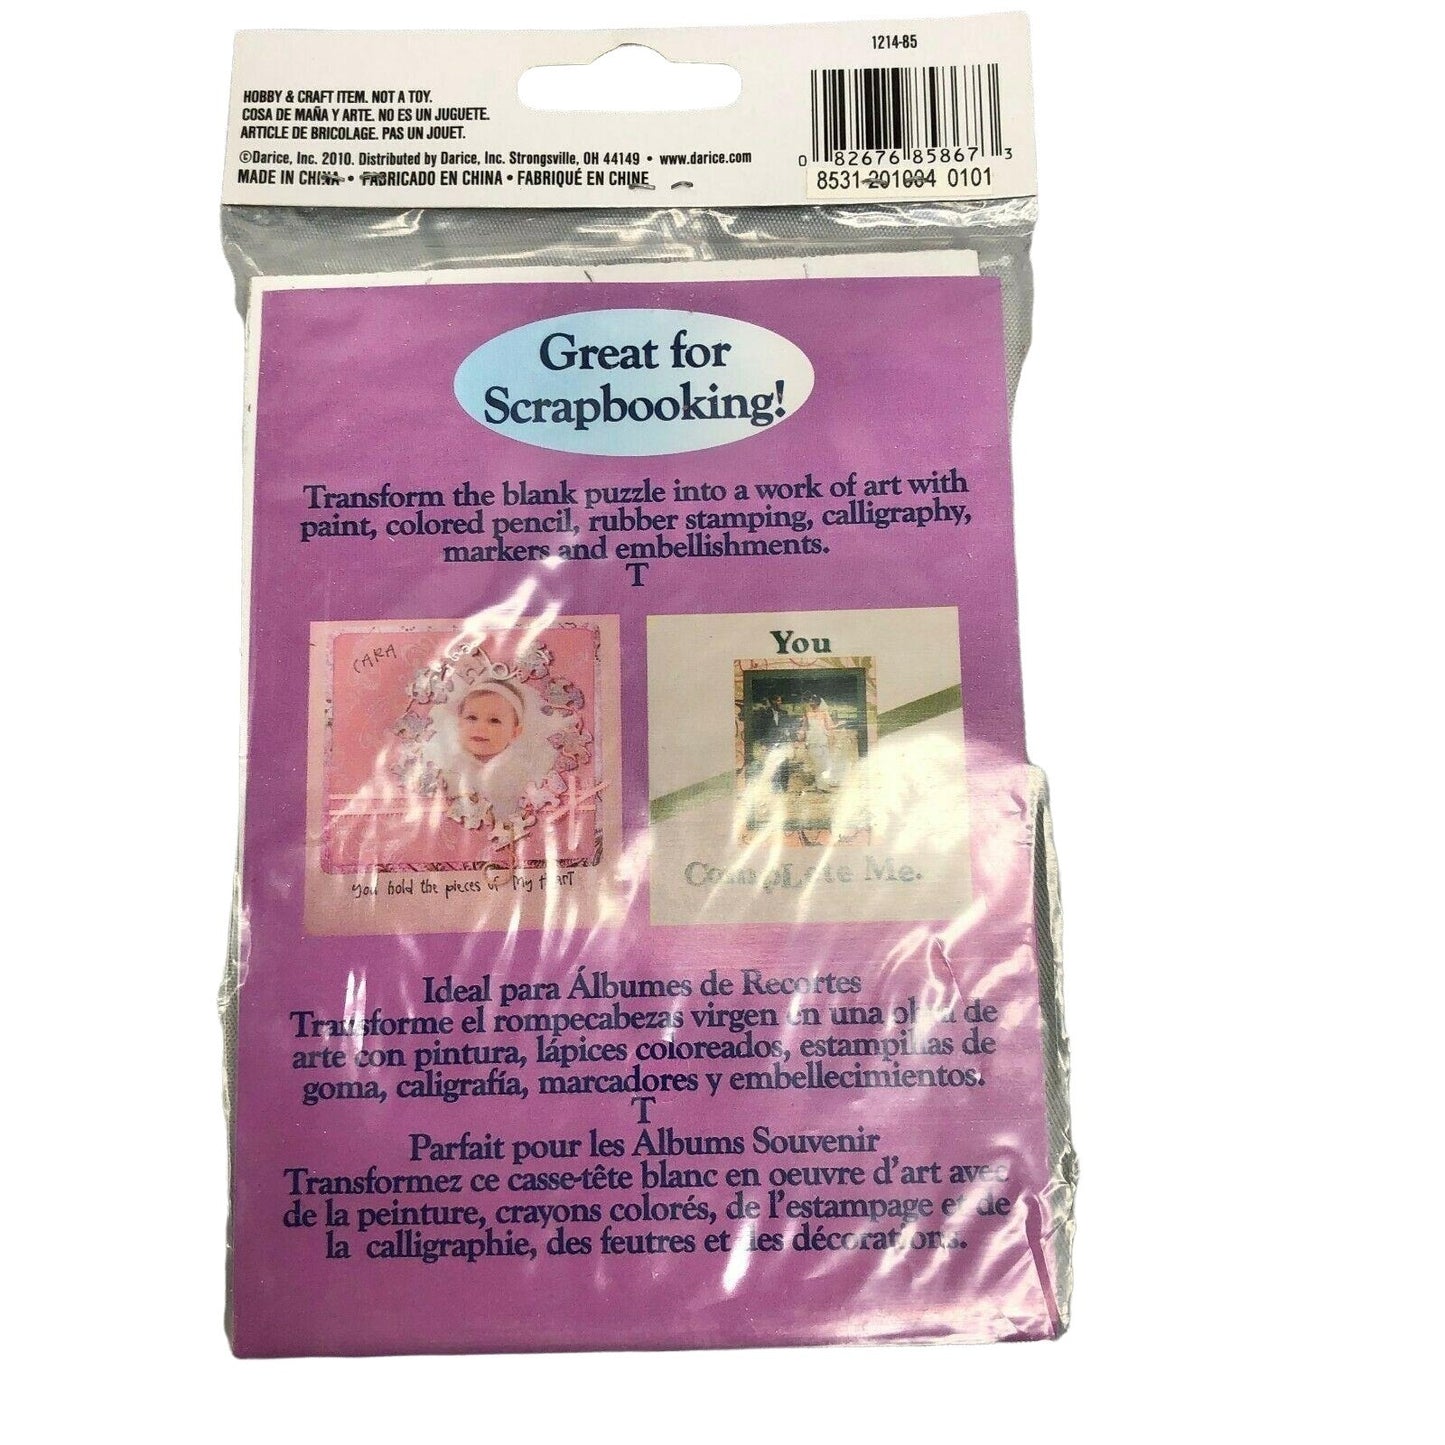 1214-85
HOBBY & CRAFT ITEM. NOT A TOY.
COSA DE MAÑA Y ARTE. NO ES UN JUGUETE.
ARTICLE DE BRICOLAGE. PAS UN JOUET.
©Darice, Inc. 2010. Distributed by Darice, Inc. Strongsville, OH 44149 • www.darice.com
MADE IN CHINA • FABRICADO EN CHINA • FABRIQUÉ EN CHINE
0 82676 85867 3
8531-201004 0101
Great for
Scrapbooking!
Transform the blank puzzle into a work of art with
paint, colored pencil, rubber stamping, calligraphy,
markers and embellishments.
T
CARA
you hold the pieces of My heART
You
CompLete Me.
Ideal para Álbumes de Recortes
Transforme el rompecabezas virgen en una obra de
arte con pintura, lápices coloreados, estampillas de
goma, caligrafía, marcadores y embellecimientos.
T
Parfait pour les Albums Souvenir
Transformez ce casse-tête blanc en oeuvre d'art avec
de la peinture, crayons colorés, de l'estampage et de
la calligraphie, des feutres et des décorations.